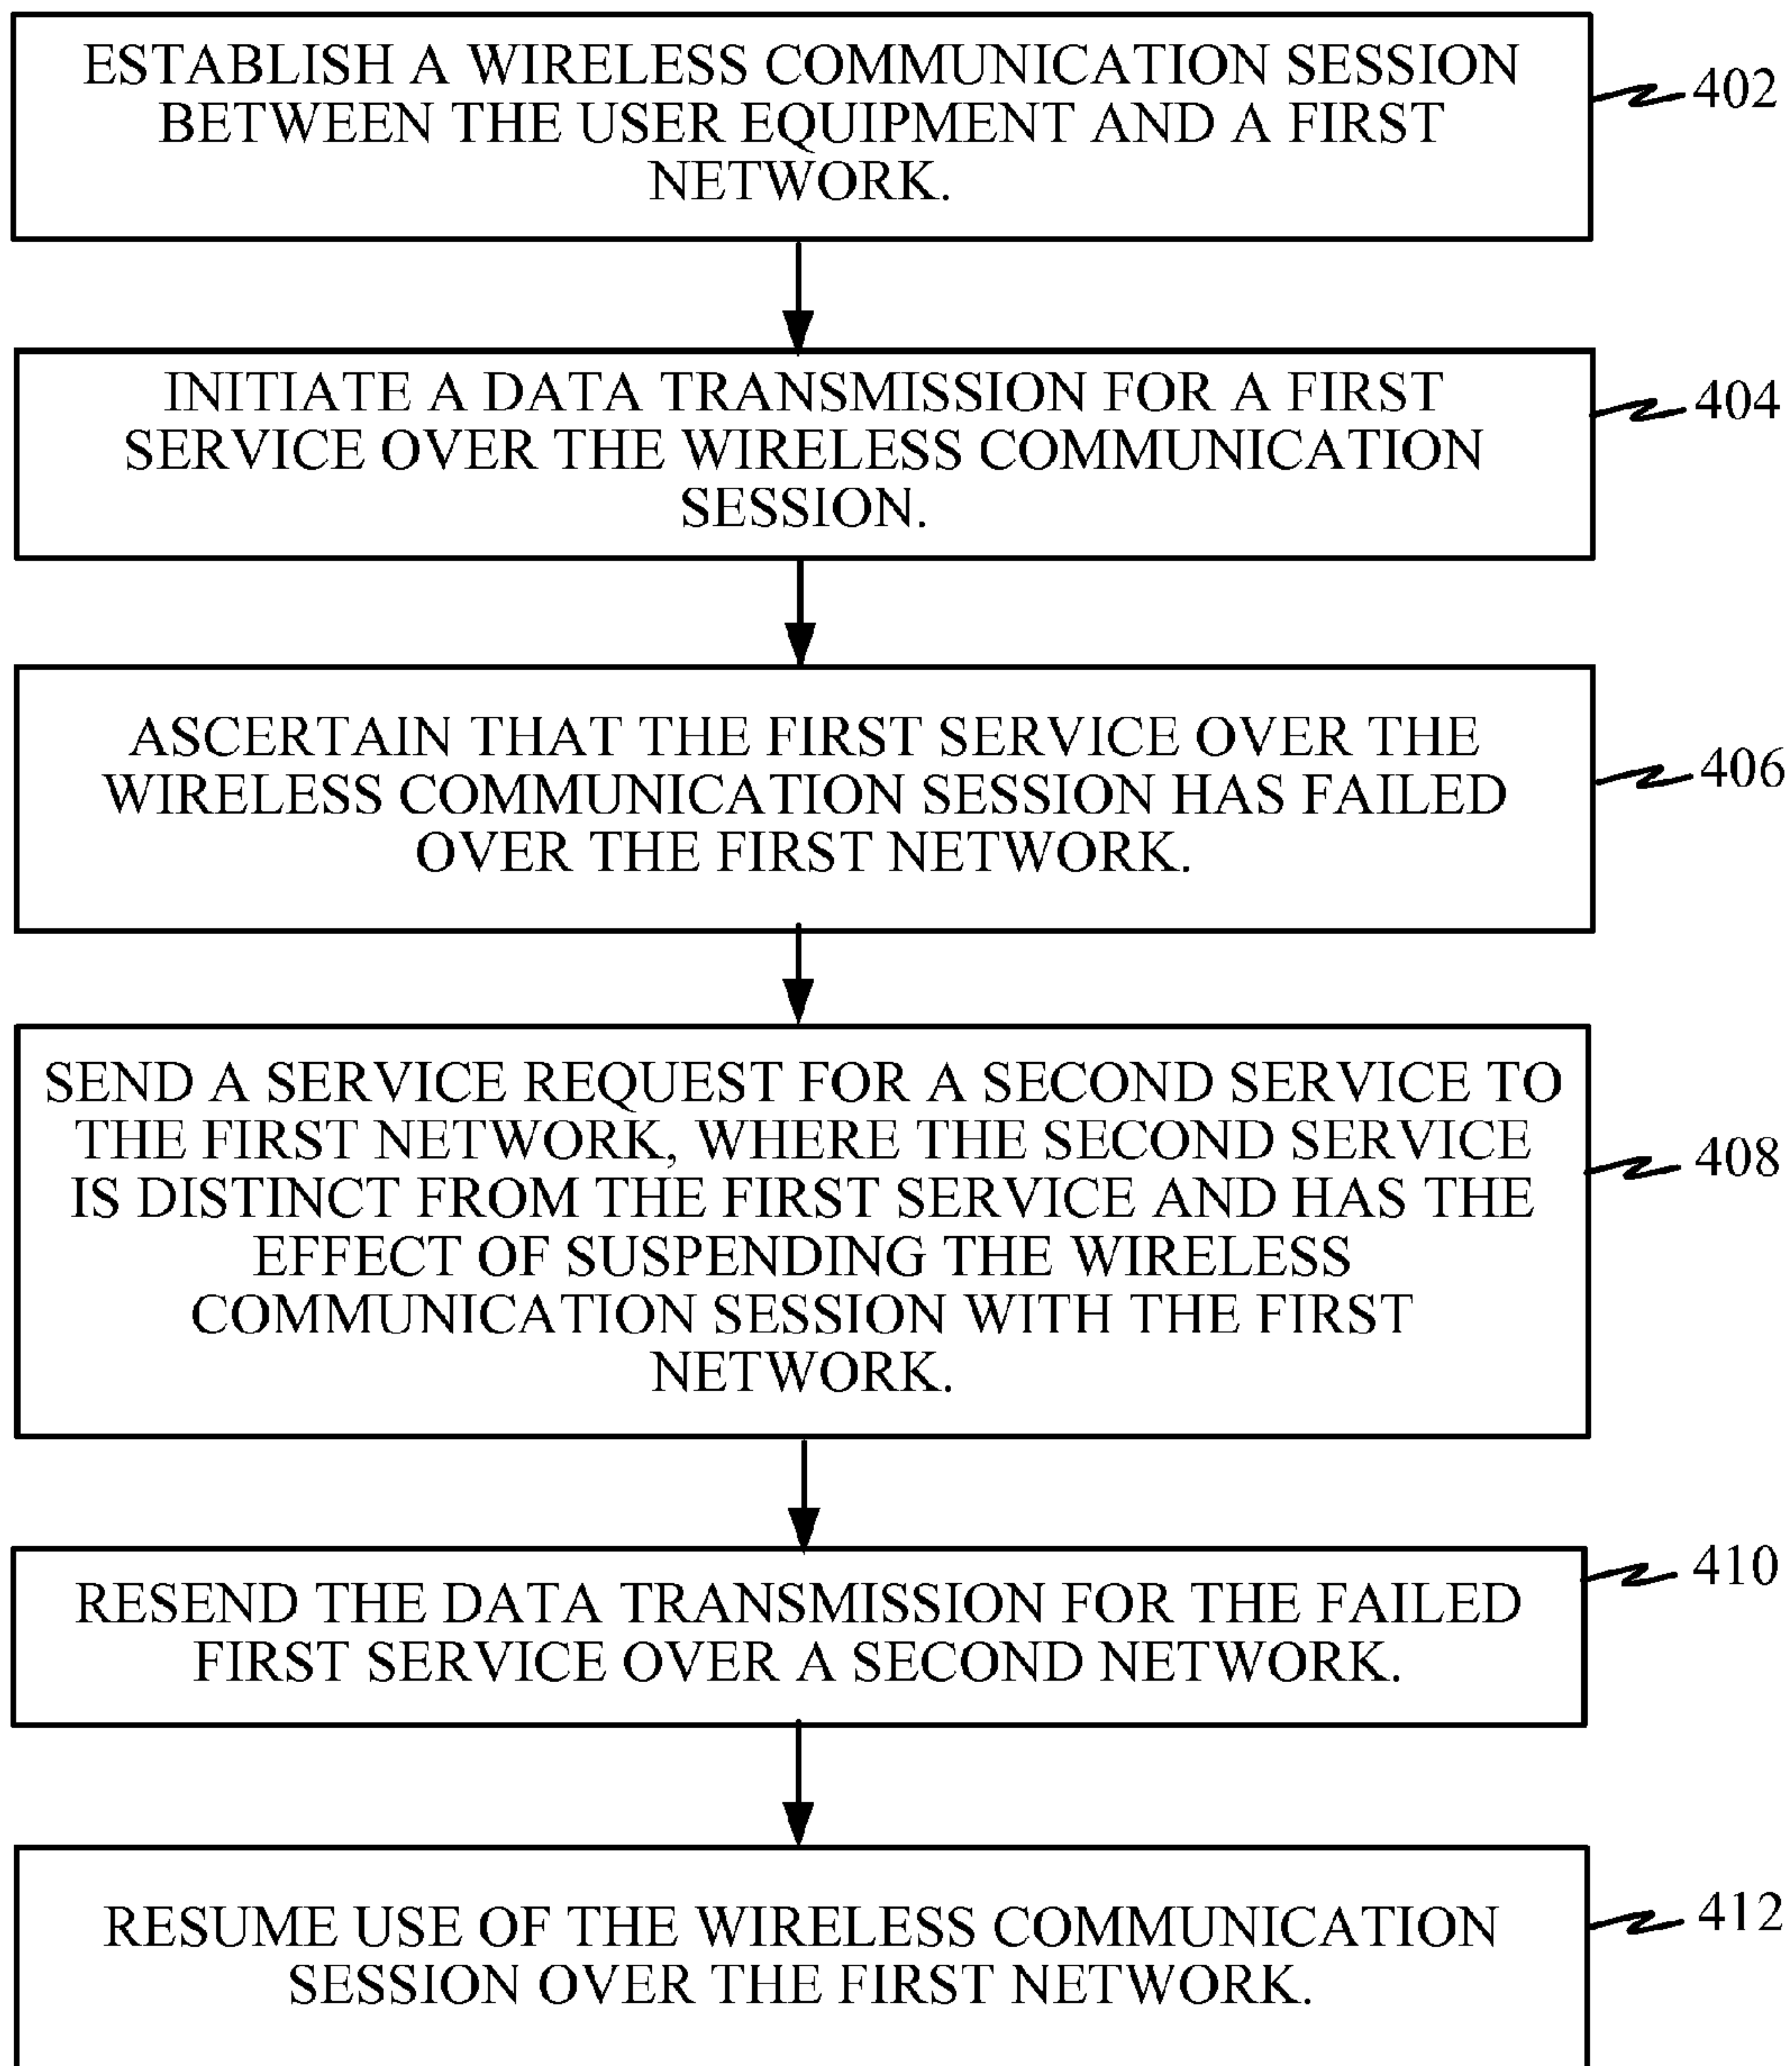 ESTABLISH A WIRELESS COMMUNICATION SESSION
BETWEEN THE USER EQUIPMENT AND A FIRST
NETWORK.
402
INITIATE A DATA TRANSMISSION FOR A FIRST
SERVICE OVER THE WIRELESS COMMUNICATION
SESSION.
404
ASCERTAIN THAT THE FIRST SERVICE OVER THE
WIRELESS COMMUNICATION SESSION HAS FAILED
OVER THE FIRST NETWORK.
406
SEND A SERVICE REQUEST FOR A SECOND SERVICE TO
THE FIRST NETWORK, WHERE THE SECOND SERVICE
IS DISTINCT FROM THE FIRST SERVICE AND HAS THE
EFFECT OF SUSPENDING THE WIRELESS
COMMUNICATION SESSION WITH THE FIRST
NETWORK.
408
RESEND THE DATA TRANSMISSION FOR THE FAILED
FIRST SERVICE OVER A SECOND NETWORK.
410
RESUME USE OF THE WIRELESS COMMUNICATION
SESSION OVER THE FIRST NETWORK.
412